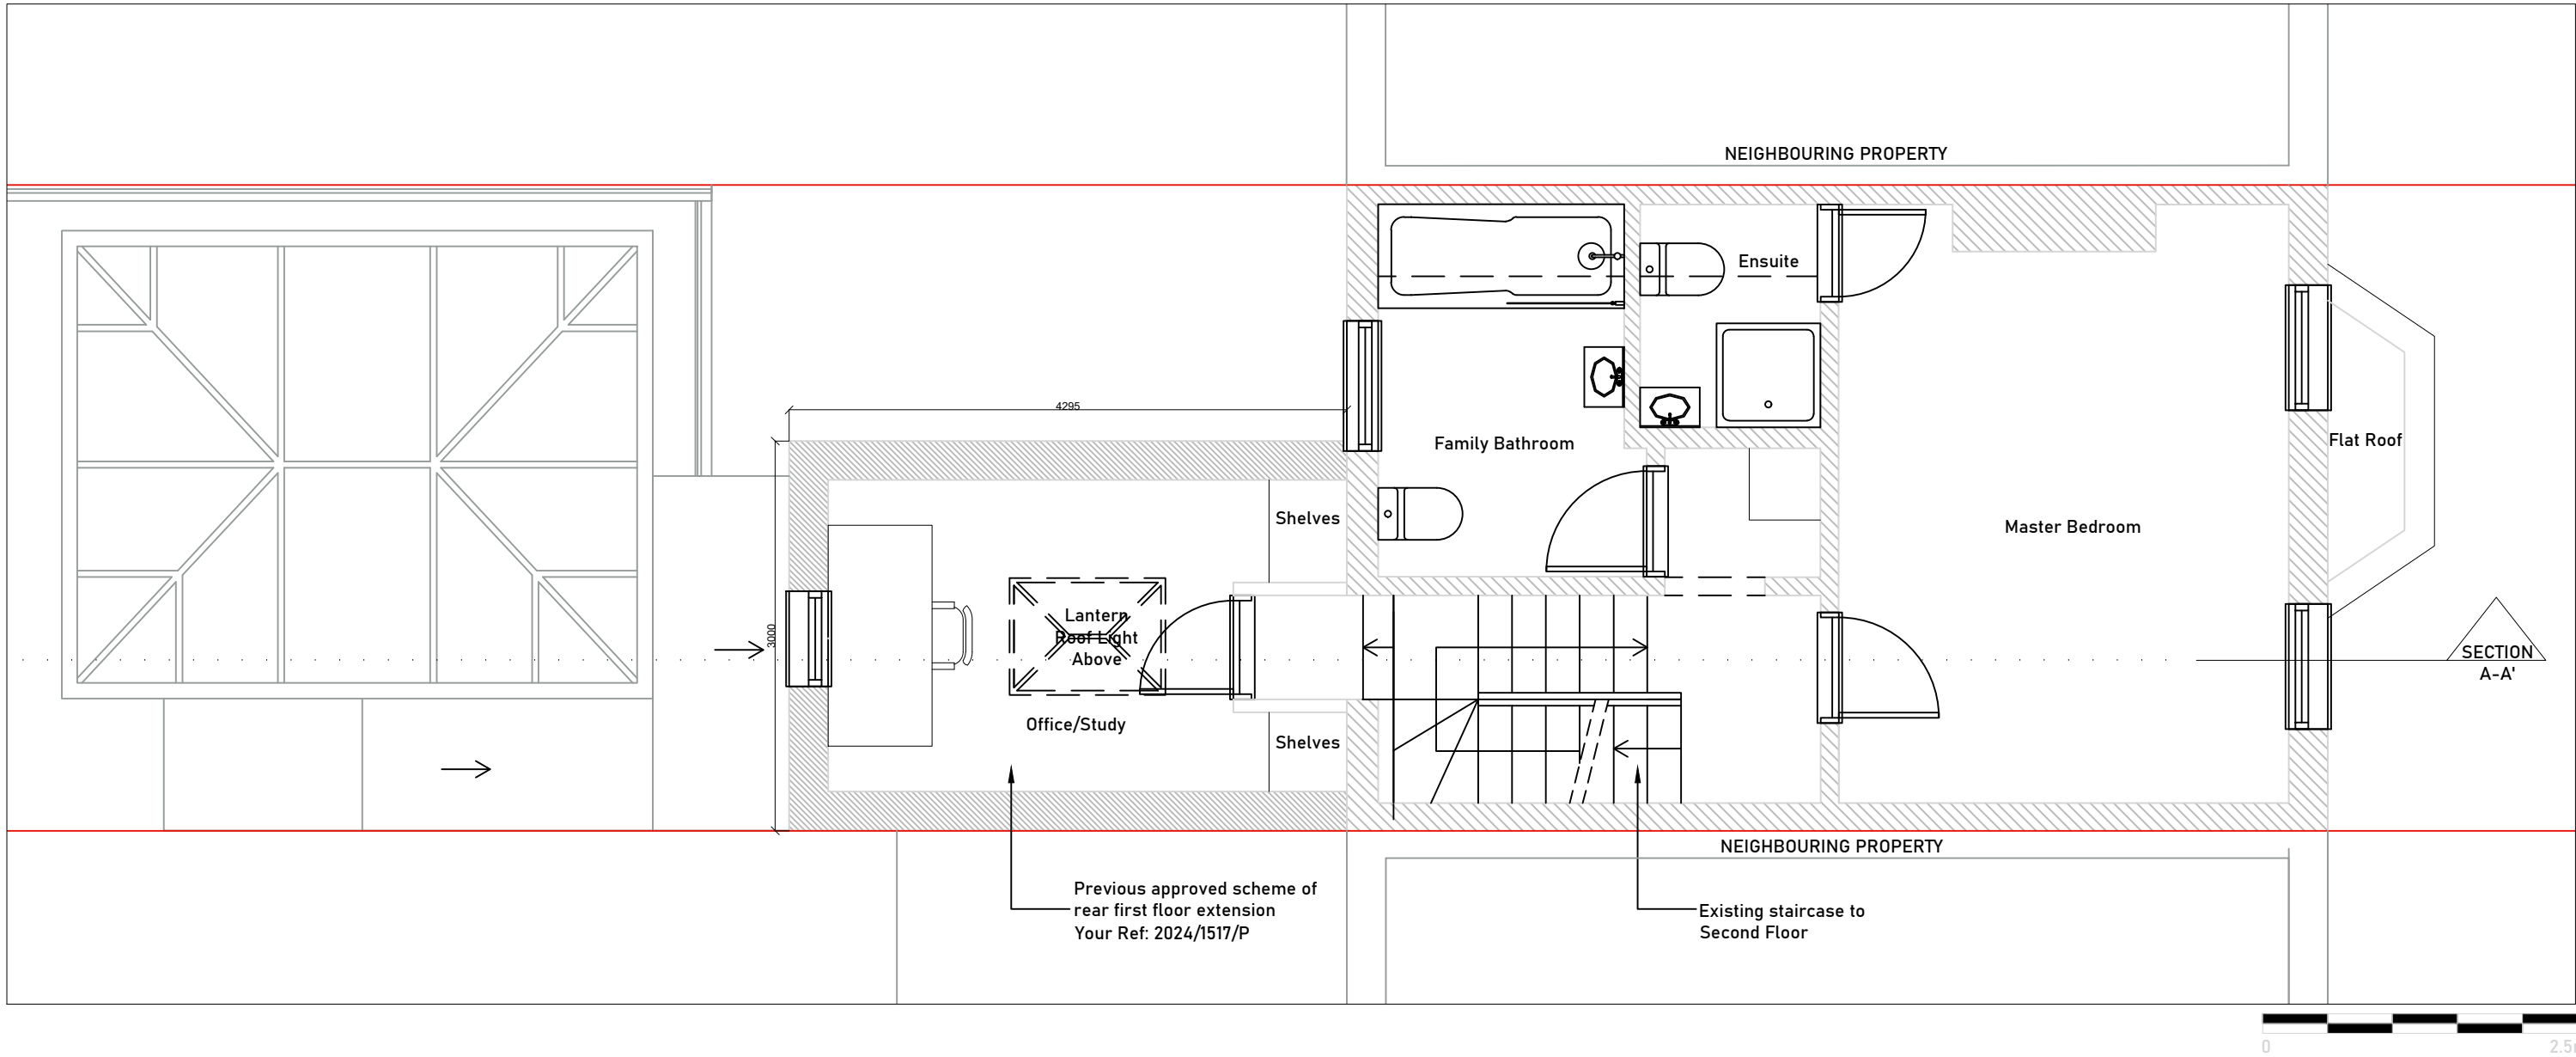 NEIGHBOURING PROPERTY
Ensuite
4295
Family Bathroom
Flat Roof
Shelves
Master Bedroom
Lantern
Roof Light
Above
3000
SECTION
A-A'
Office/Study
Shelves
NEIGHBOURING PROPERTY
Previous approved scheme of
rear first floor extension
Your Ref: 2024/1517/P
Existing staircase to
Second Floor
0
2.5